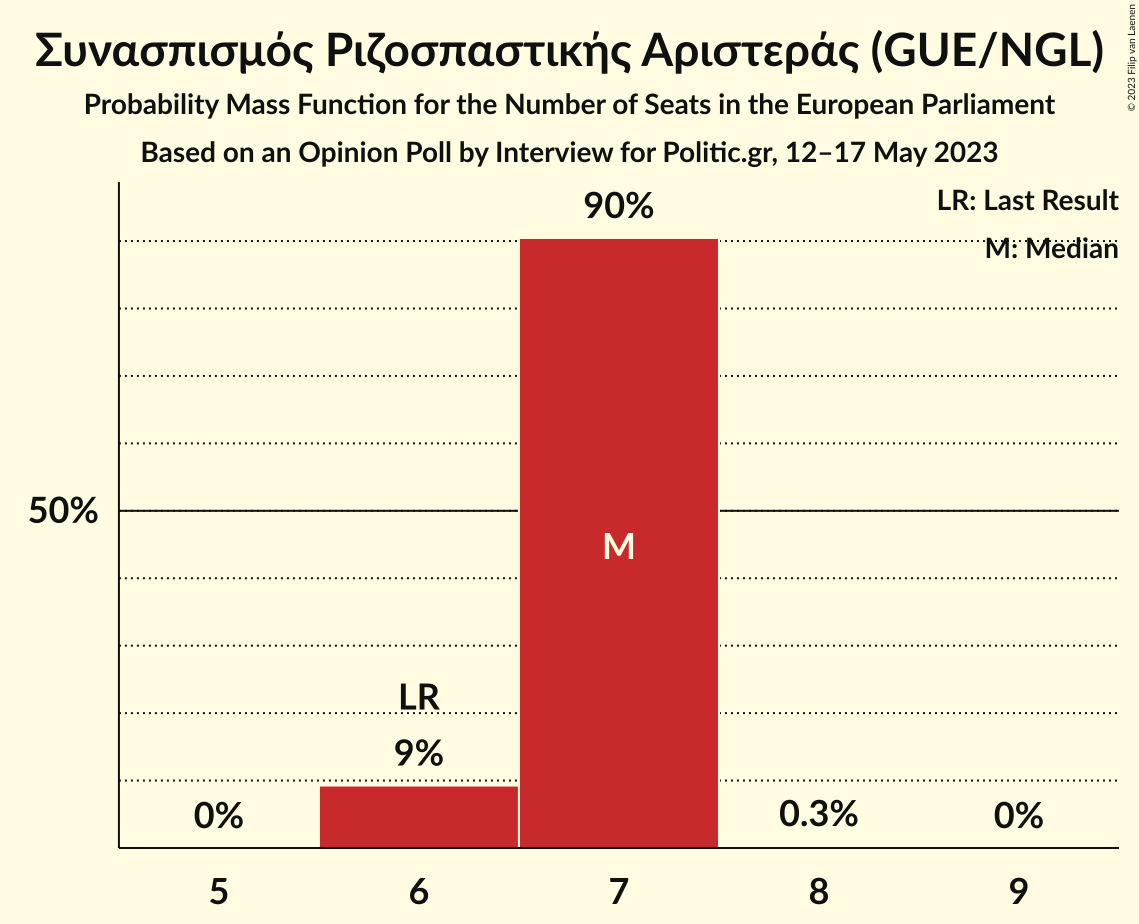 Συνασπισμός Ριζοσπαστικής Αριστεράς (GUE/NGL)
Probability Mass Function for the Number of Seats in the European Parliament
Based on an Opinion Poll by Interview for Politic.gr, 12–17 May 2023
© 2023 Filip van Laenen
LR: Last Result
M: Median
90%
50%
M
LR
9%
0%
0.3%
0%
5
6
7
8
9